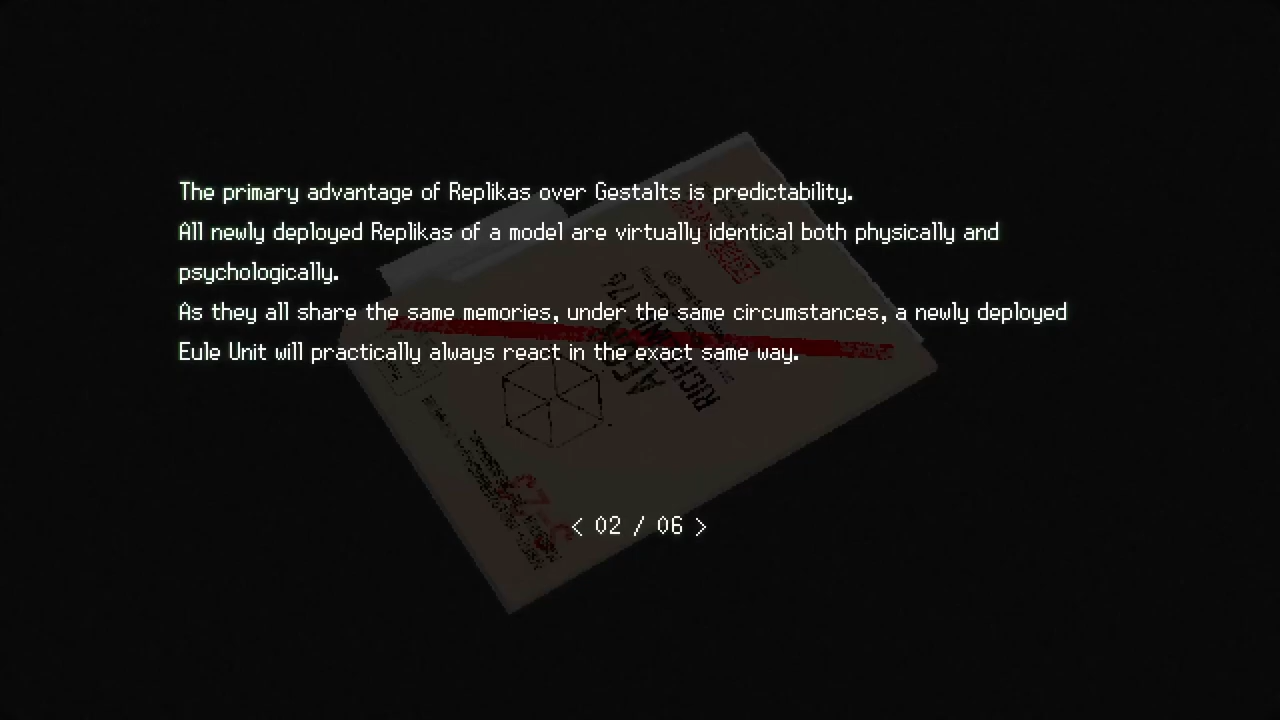 The primary advantage of Replikas over Gestalts is predictability.
All newly deployed Replikas of a model are virtually identical both physically and
psychologically.
As they all share the same memories, under the same circumstances, a newly deployed
Eule Unit will practically always react in the exact same way.
< 02 / 06 >